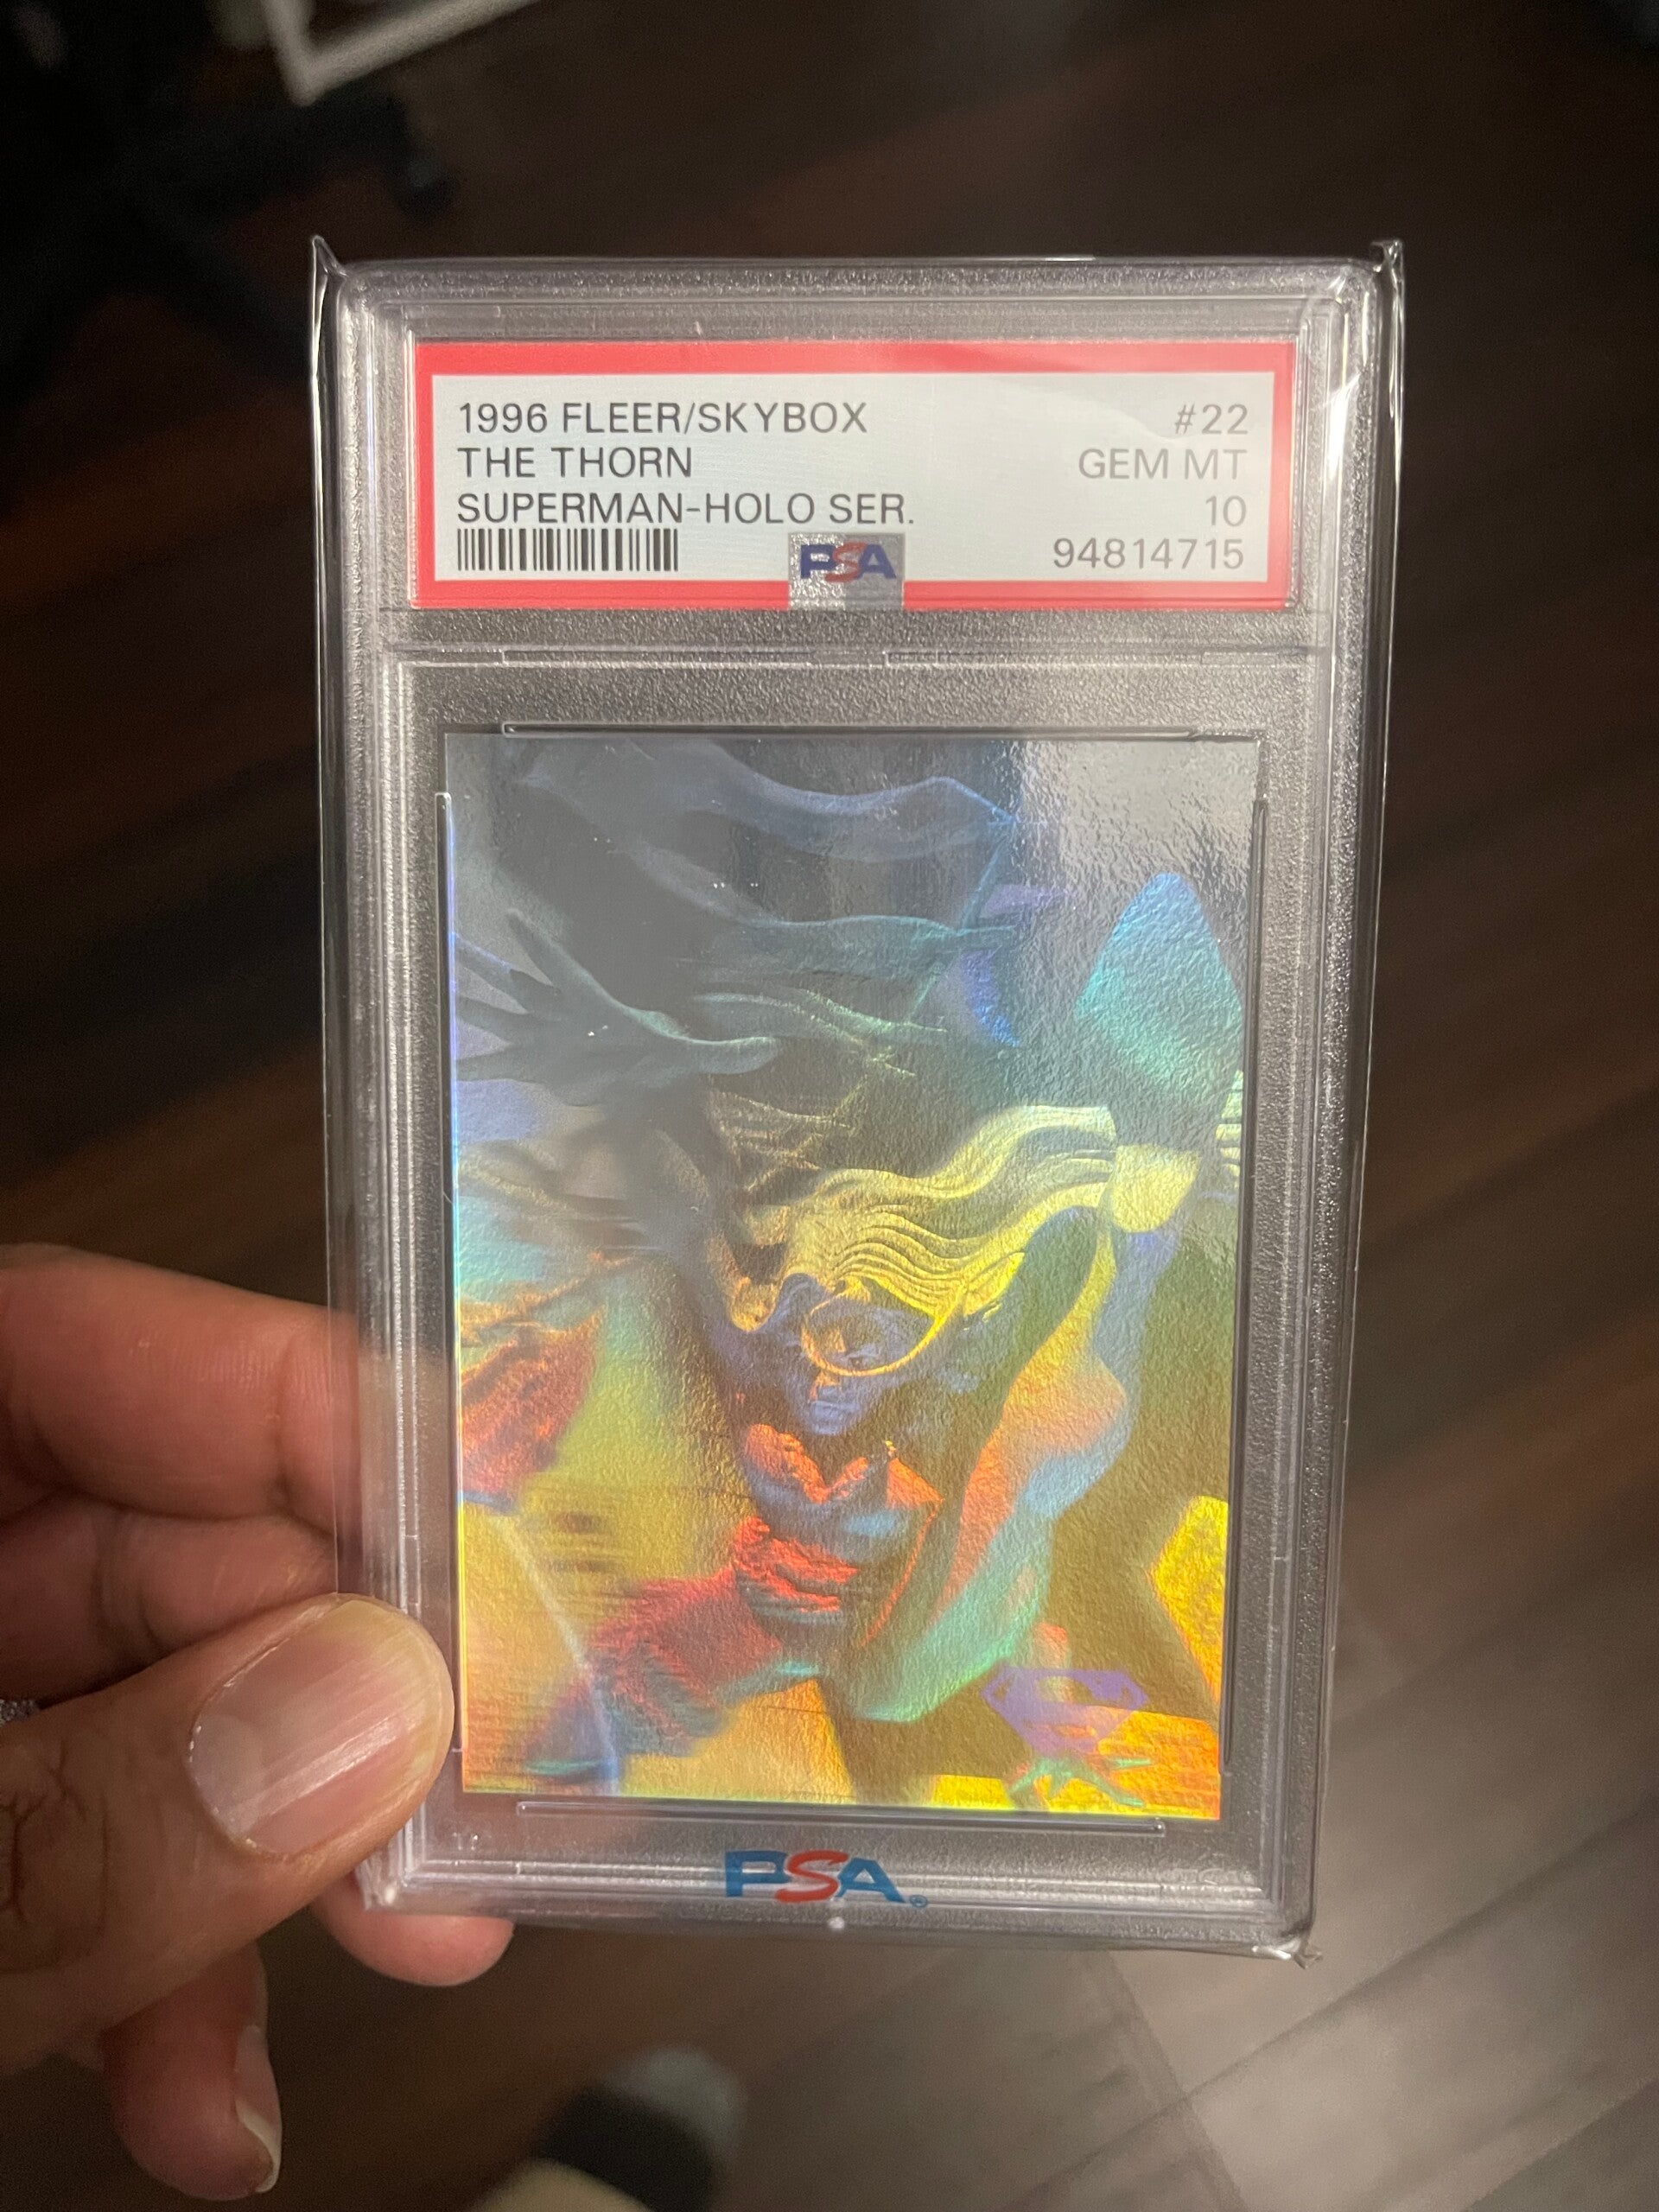 1996 FLEER/SKYBOX #22
THE THORN GEM MT
SUPERMAN-HOLO SER. 10
PSA 94814715
PSA®